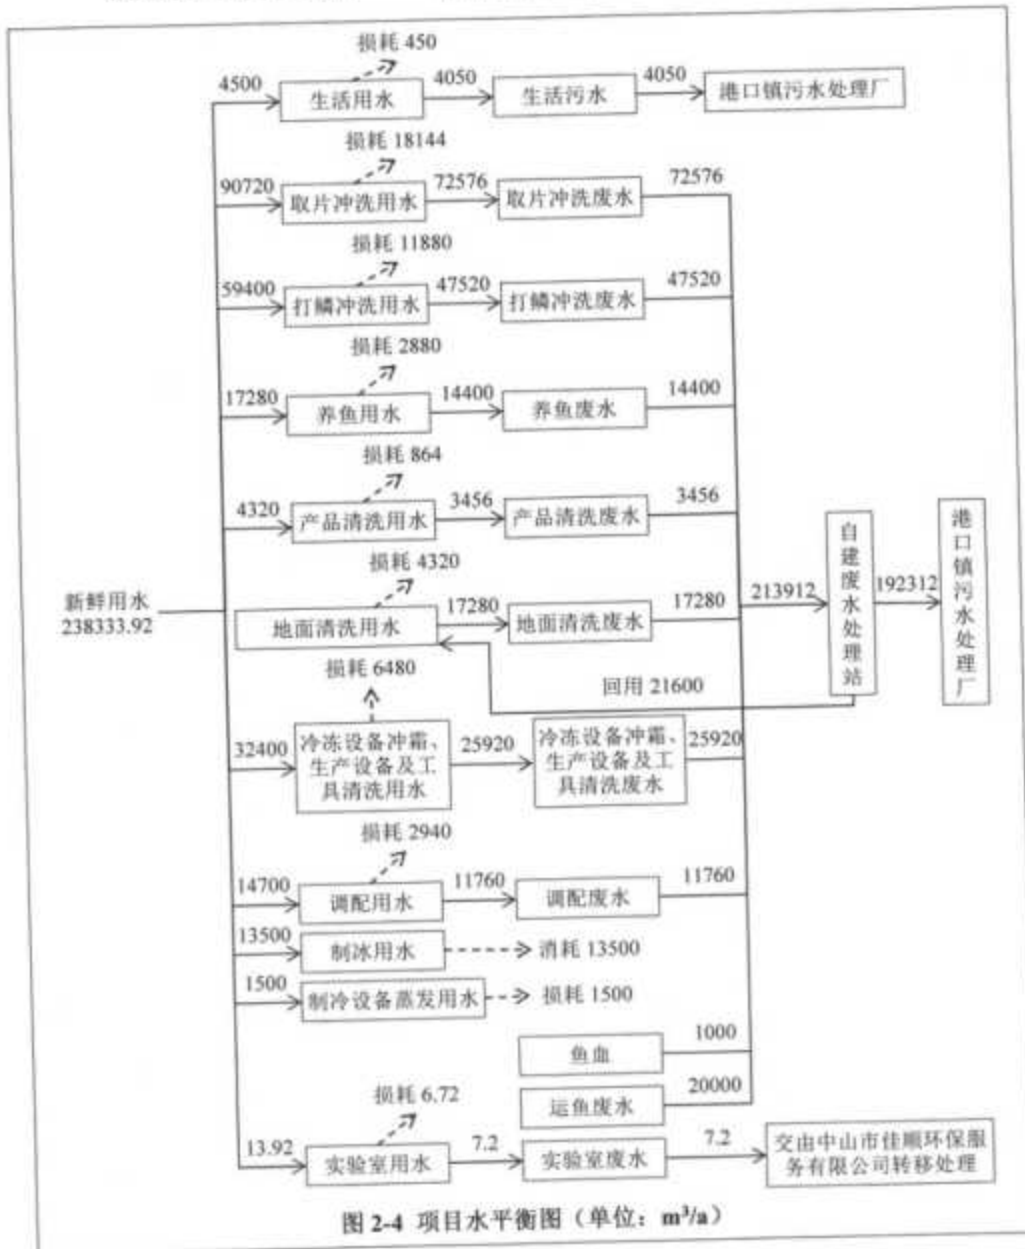 损耗 450
4500
生活用水
4050
生活污水
4050
港口镇污水处理厂
损耗 18144
90720
取片冲洗用水
72576
取片冲洗废水
72576
损耗 11880
59400
打鳞冲洗用水
47520
打鳞冲洗废水
47520
损耗 2880
17280
养鱼用水
14400
养鱼废水
14400
损耗 864
4320
产品清洗用水
3456
产品清洗废水
3456
新鲜用水
238333.92
损耗 4320
地面清洗用水
17280
地面清洗废水
17280
213912
自建废水处理站
192312
港口镇污水处理厂
回用 21600
损耗 6480
32400
冷冻设备冲霜、
生产设备及工
具清洗用水
25920
冷冻设备冲霜、
生产设备及工
具清洗废水
25920
损耗 2940
14700
调配用水
11760
调配废水
11760
13500
制冰用水
消耗 13500
1500
制冷设备蒸发用水
损耗 1500
鱼血
1000
运鱼废水
20000
损耗 6.72
13.92
实验室用水
7.2
实验室废水
7.2
交由中山市佳顺环保服
务有限公司转移处理
图 2-4 项目水平衡图（单位：m³/a）